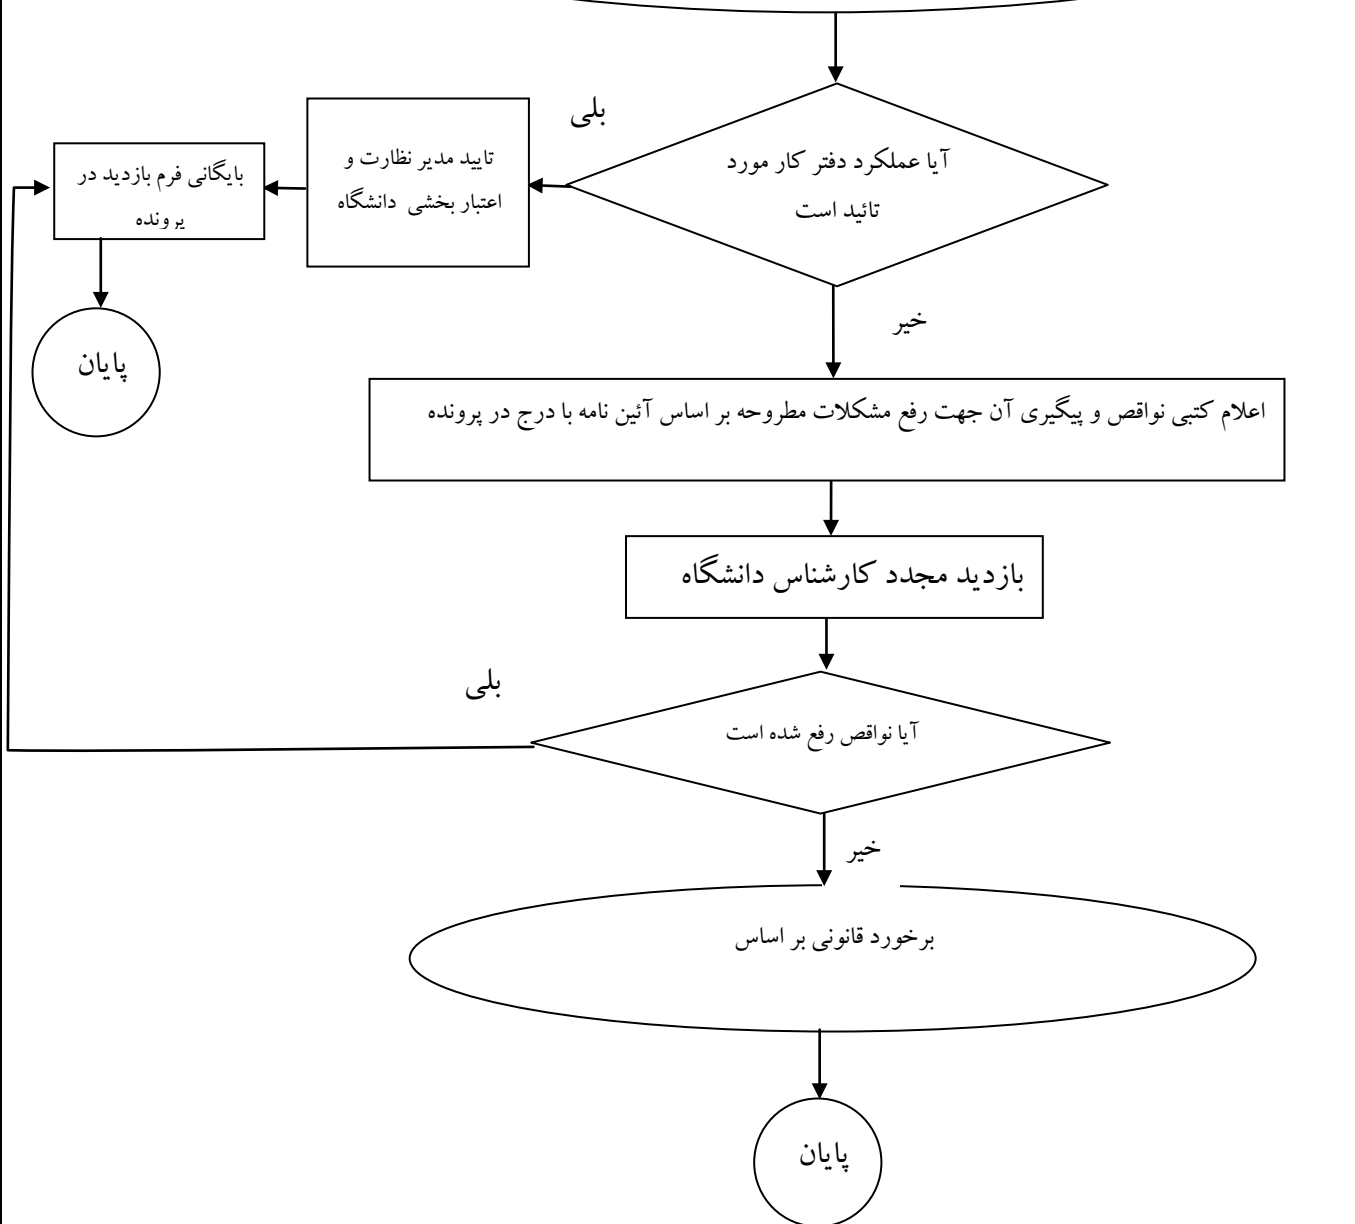 بلی
آیا عملکرد دفتر کار مورد
تائید است
تایید مدیر نظارت و
اعتبار بخشی دانشگاه
بایگانی فرم بازدید در
پرونده
پایان
خیر
اعلام کتبی نواقص و پیگیری آن جهت رفع مشکلات مطروحه بر اساس آئین نامه با درج در پرونده
بازدید مجدد کارشناس دانشگاه
بلی
آیا نواقص رفع شده است
خیر
برخورد قانونی بر اساس
پایان